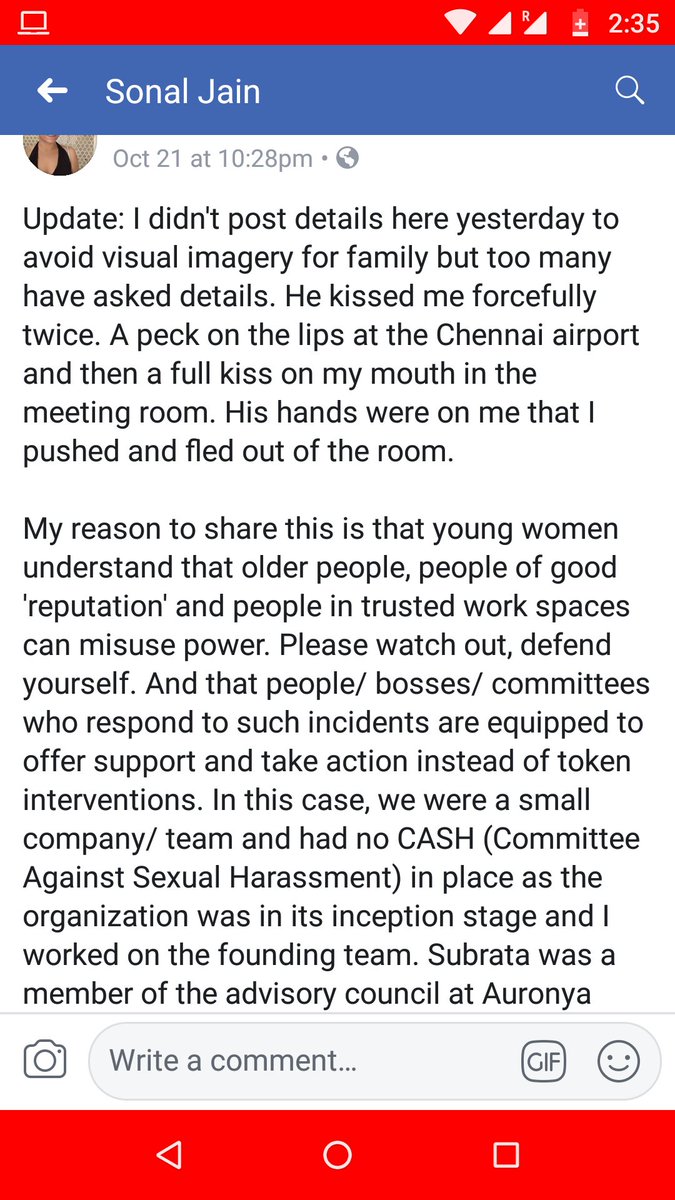 R 2:35
Sonal Jain
Oct 21 at 10:28pm •
Update: I didn't post details here yesterday to
avoid visual imagery for family but too many
have asked details. He kissed me forcefully
twice. A peck on the lips at the Chennai airport
and then a full kiss on my mouth in the
meeting room. His hands were on me that I
pushed and fled out of the room.
My reason to share this is that young women
understand that older people, people of good
'reputation' and people in trusted work spaces
can misuse power. Please watch out, defend
yourself. And that people/ bosses/ committees
who respond to such incidents are equipped to
offer support and take action instead of token
interventions. In this case, we were a small
company/ team and had no CASH (Committee
Against Sexual Harassment) in place as the
organization was in its inception stage and I
worked on the founding team. Subrata was a
member of the advisory council at Auronya
Write a comment... GIF